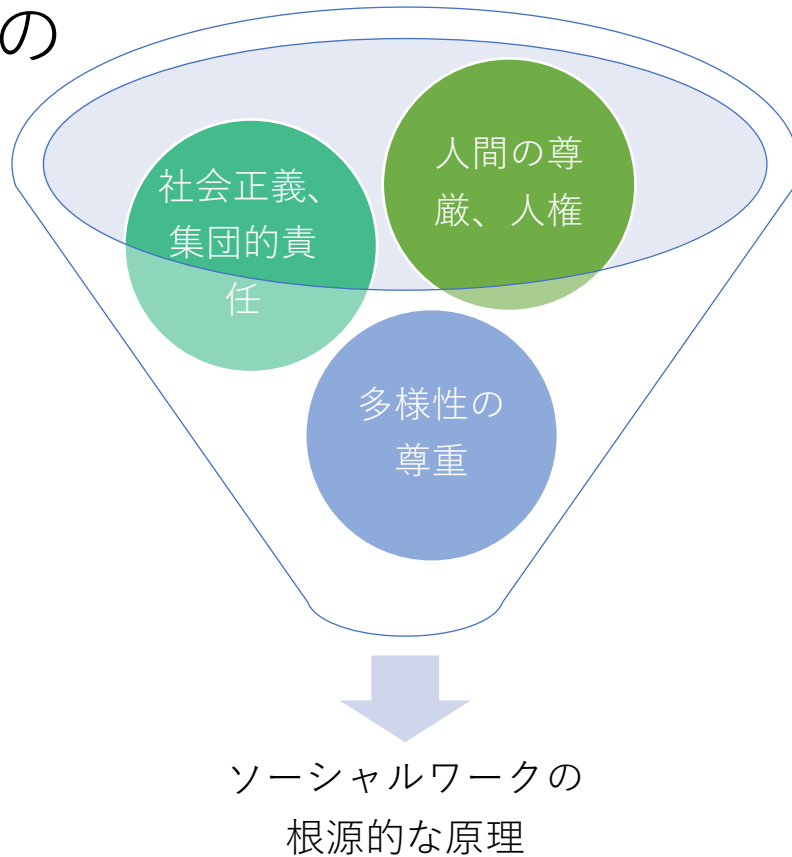 の
人間の尊
厳、人権
社会正義、
集団的責
任
多様性の
尊重
ソーシャルワークの
根源的な原理